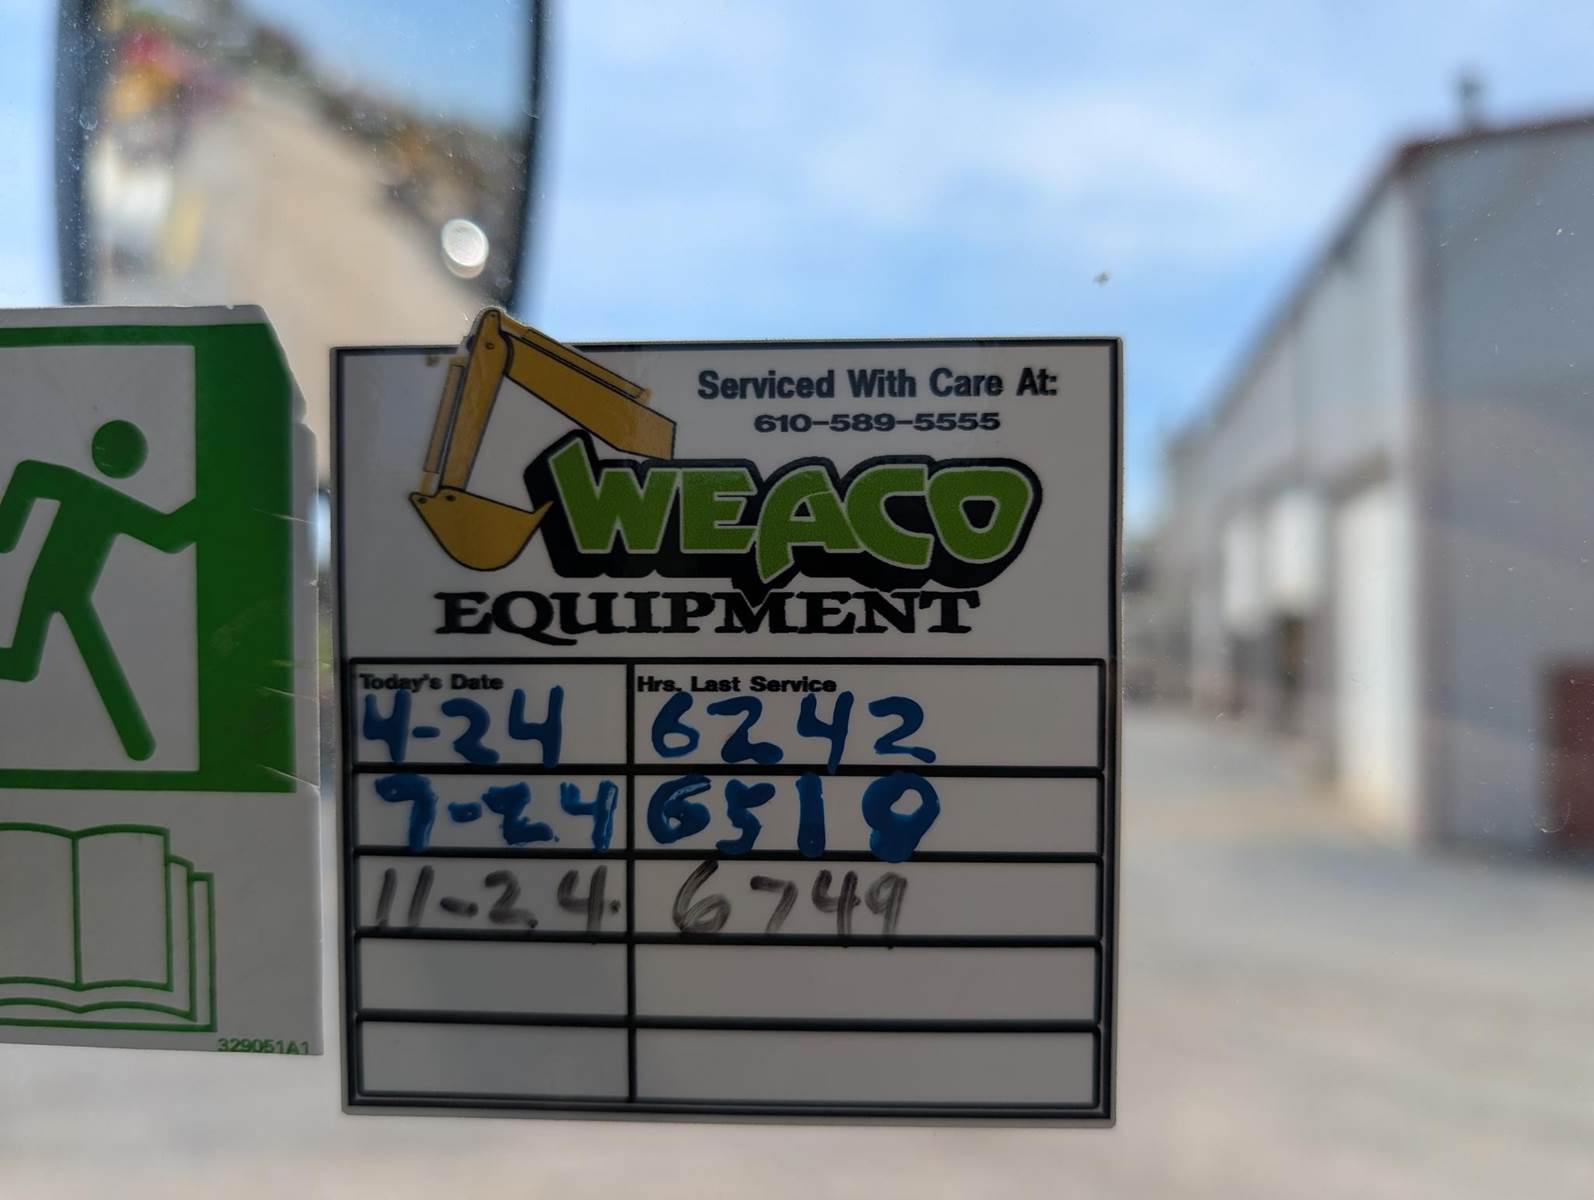 Serviced With Care At:
610-589-5555
WEACO
EQUIPMENT
Today's Date Hrs. Last Service
4-24 6242
7-24 6510
11-24. 6749
329051A1